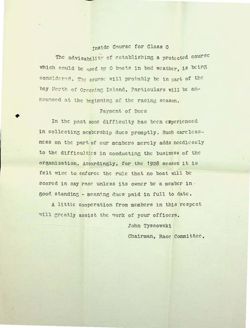 Inside Course for Class C
The advisability of establishing a protected course
which could be used by C boats in bad weather, is being
considered. The course will probably be in part of the
bay North of Grooming Island. Particulars will be an-
nounced at the beginning of the racing season.
Payment of Dues
In the past some difficulty has been experienced
in collecting membership dues promptly. Such careless-
ness on the part of our members merely adds needlessly
to the difficulties in conducting the business of the
organization. Accordingly, for the 1938 season it is
felt wise to enforce the rule that no boat will be
scored in any race unless its owner be a member in
good standing - meaning dues paid in full to date.
A little cooperation from members in this respect
will greatly assist the work of your officers.
John Tyssowski
Chairman, Race Committee.